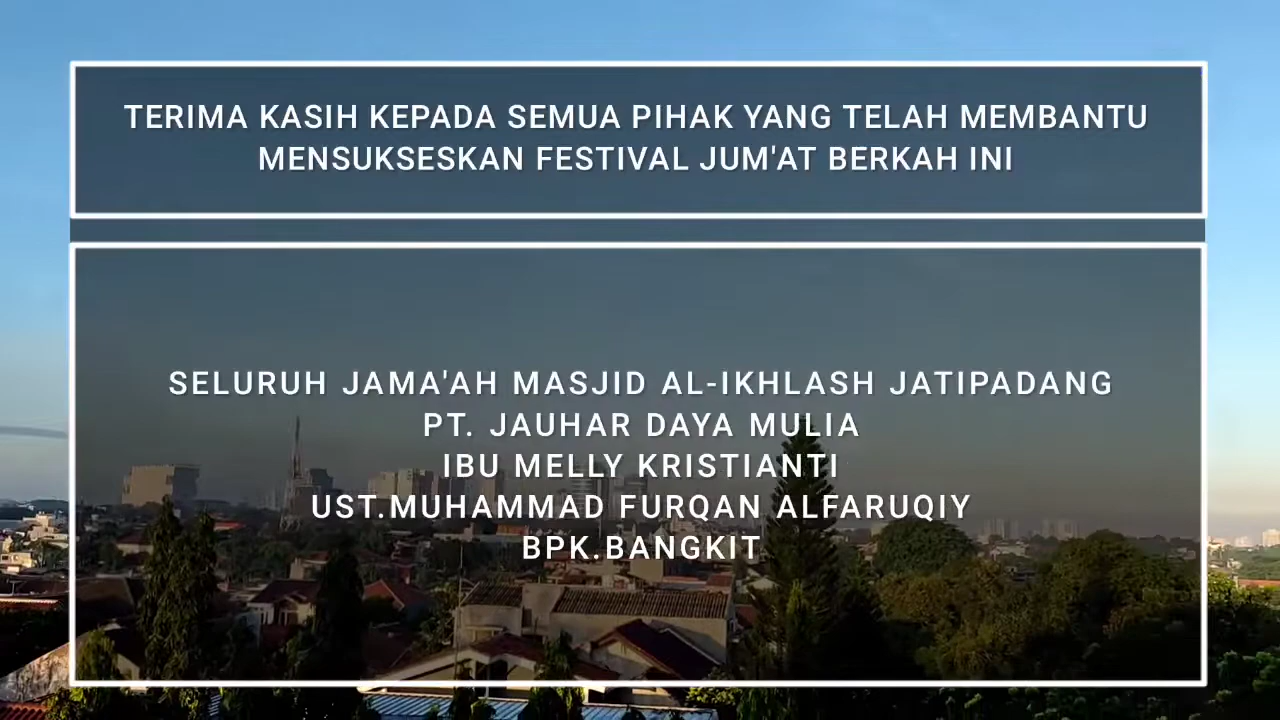 TERIMA KASIH KEPADA SEMUA PIHAK YANG TELAH MEMBANTU
MENSUKSESKAN FESTIVAL JUM'AT BERKAH INI
SELURUH JAMA'AH MASJID AL-IKHLASH JATIPADANG
PT. JAUHAR DAYA MULIA
IBU MELLY KRISTIANTI
UST.MUHAMMAD FURQAN ALFARUQIY
BPK.BANGKIT